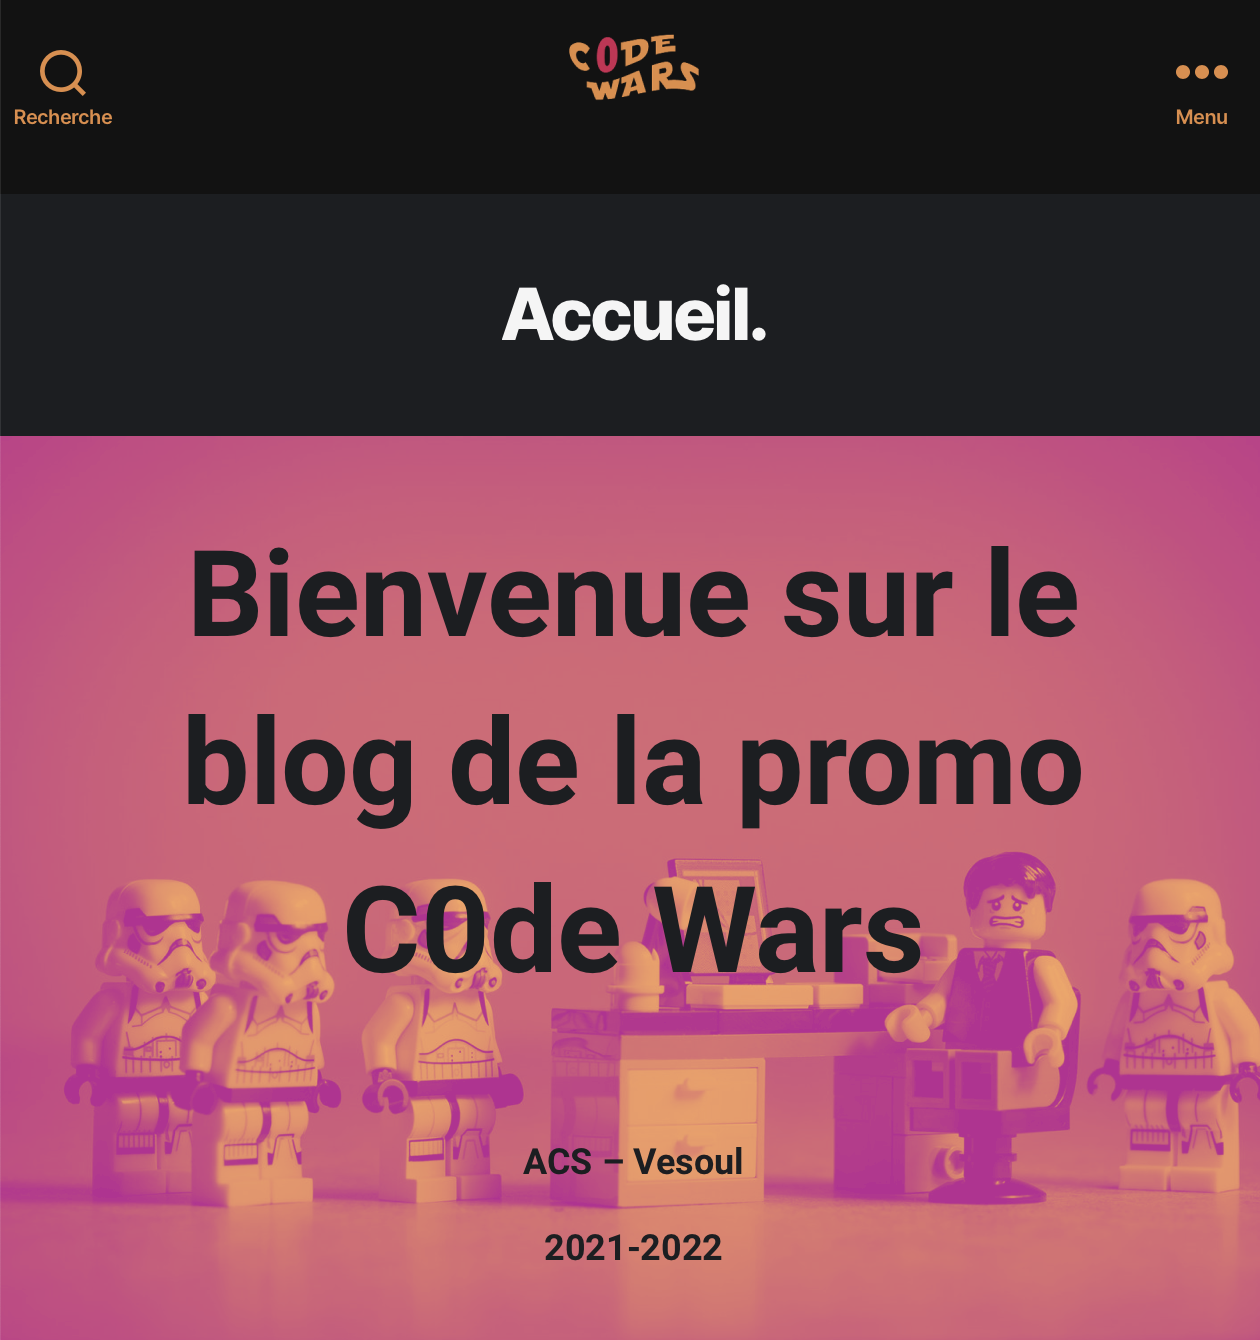 C0DE
WARS
Recherche
Menu
Accueil.
Bienvenue sur le
blog de la promo
C0de Wars
ACS – Vesoul
2021-2022